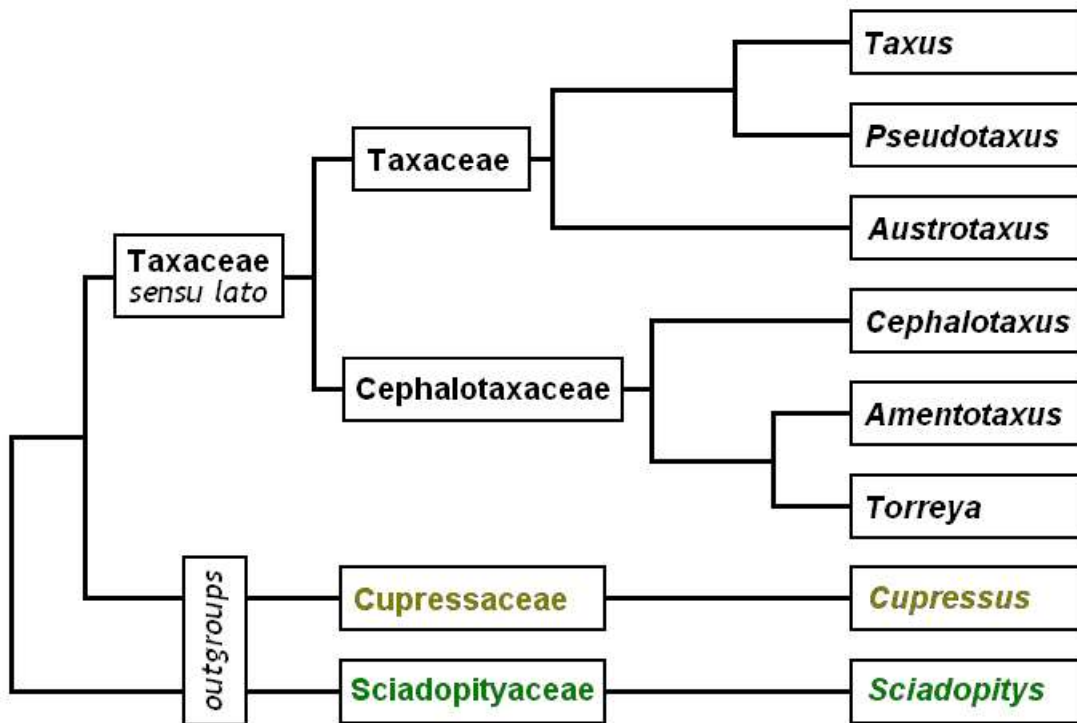 Taxus
Pseudotaxus
Taxaceae
Austrotaxus
Taxaceae
sensu lato
Cephalotaxus
Cephalotaxaceae
Amentotaxus
Torreya
outgroups
Cupressaceae
Cupressus
Sciadopityaceae
Sciadopitys